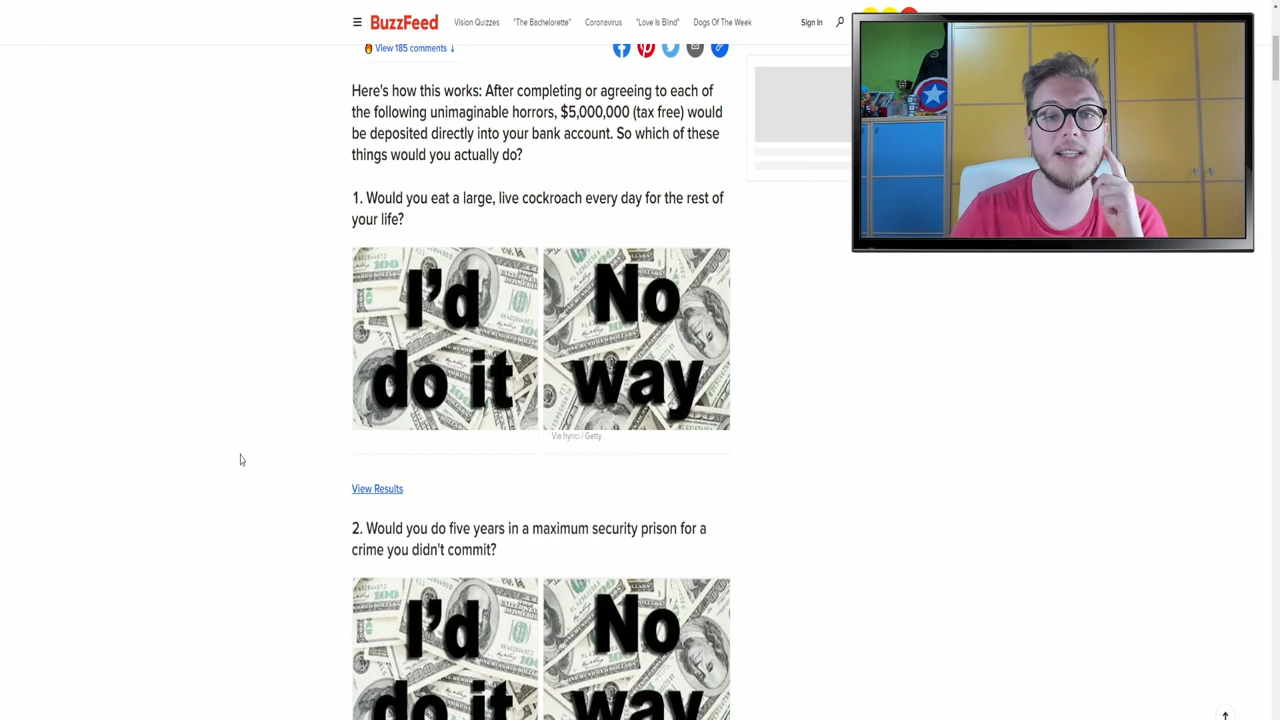 BuzzFeed
Vision Quizzes
"The Bachelorette"
Coronavirus
"Love Is Blind"
Dogs Of The Week
Sign In
View 185 comments ↓
Here's how this works: After completing or agreeing to each of
the following unimaginable horrors, $5,000,000 (tax free) would
be deposited directly into your bank account. So which of these
things would you actually do?
1. Would you eat a large, live cockroach every day for the rest of
your life?
I'd
do it
No
way
Via hyrici / Getty
View Results
2. Would you do five years in a maximum security prison for a
crime you didn't commit?
I'd
do it
No
way